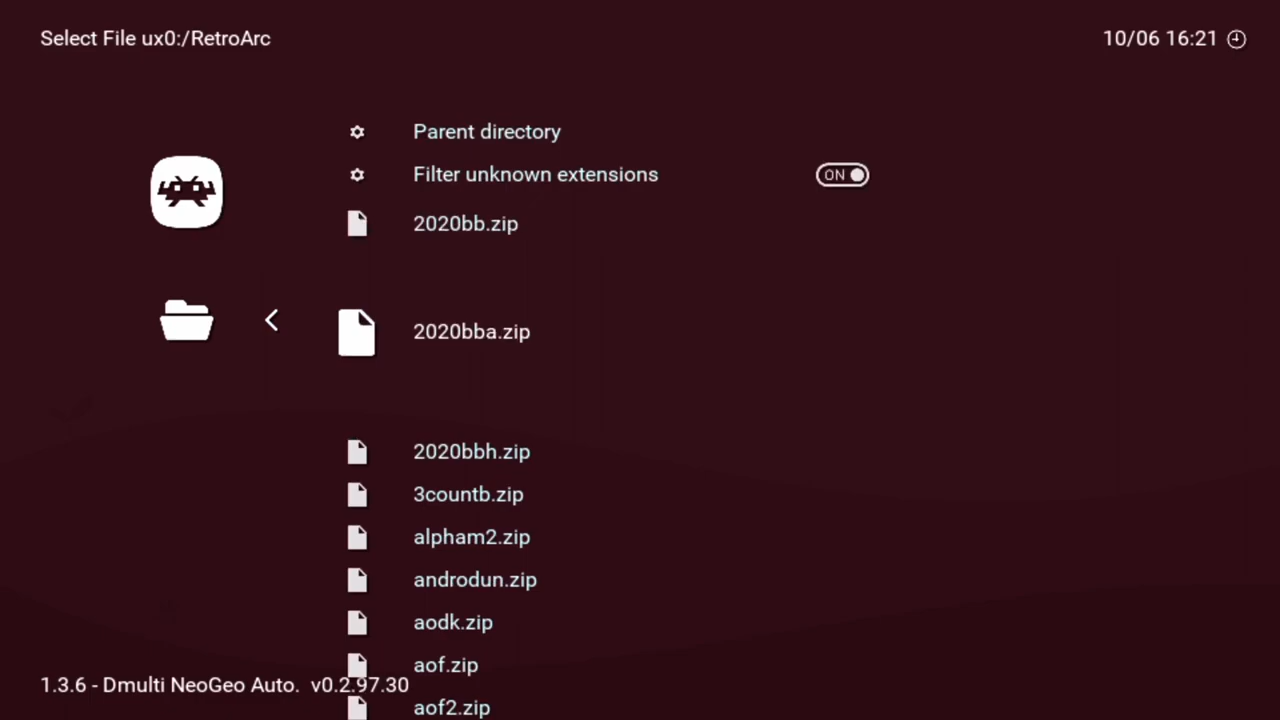 Select File ux0:/RetroArc
10/06 16:21
Parent directory
Filter unknown extensions
ON
2020bb.zip
2020bba.zip
2020bbh.zip
3countb.zip
alpham2.zip
androdun.zip
aodk.zip
aof.zip
1.3.6 - Dmulti NeoGeo Auto.  v0.2.97.30
aof2.zip